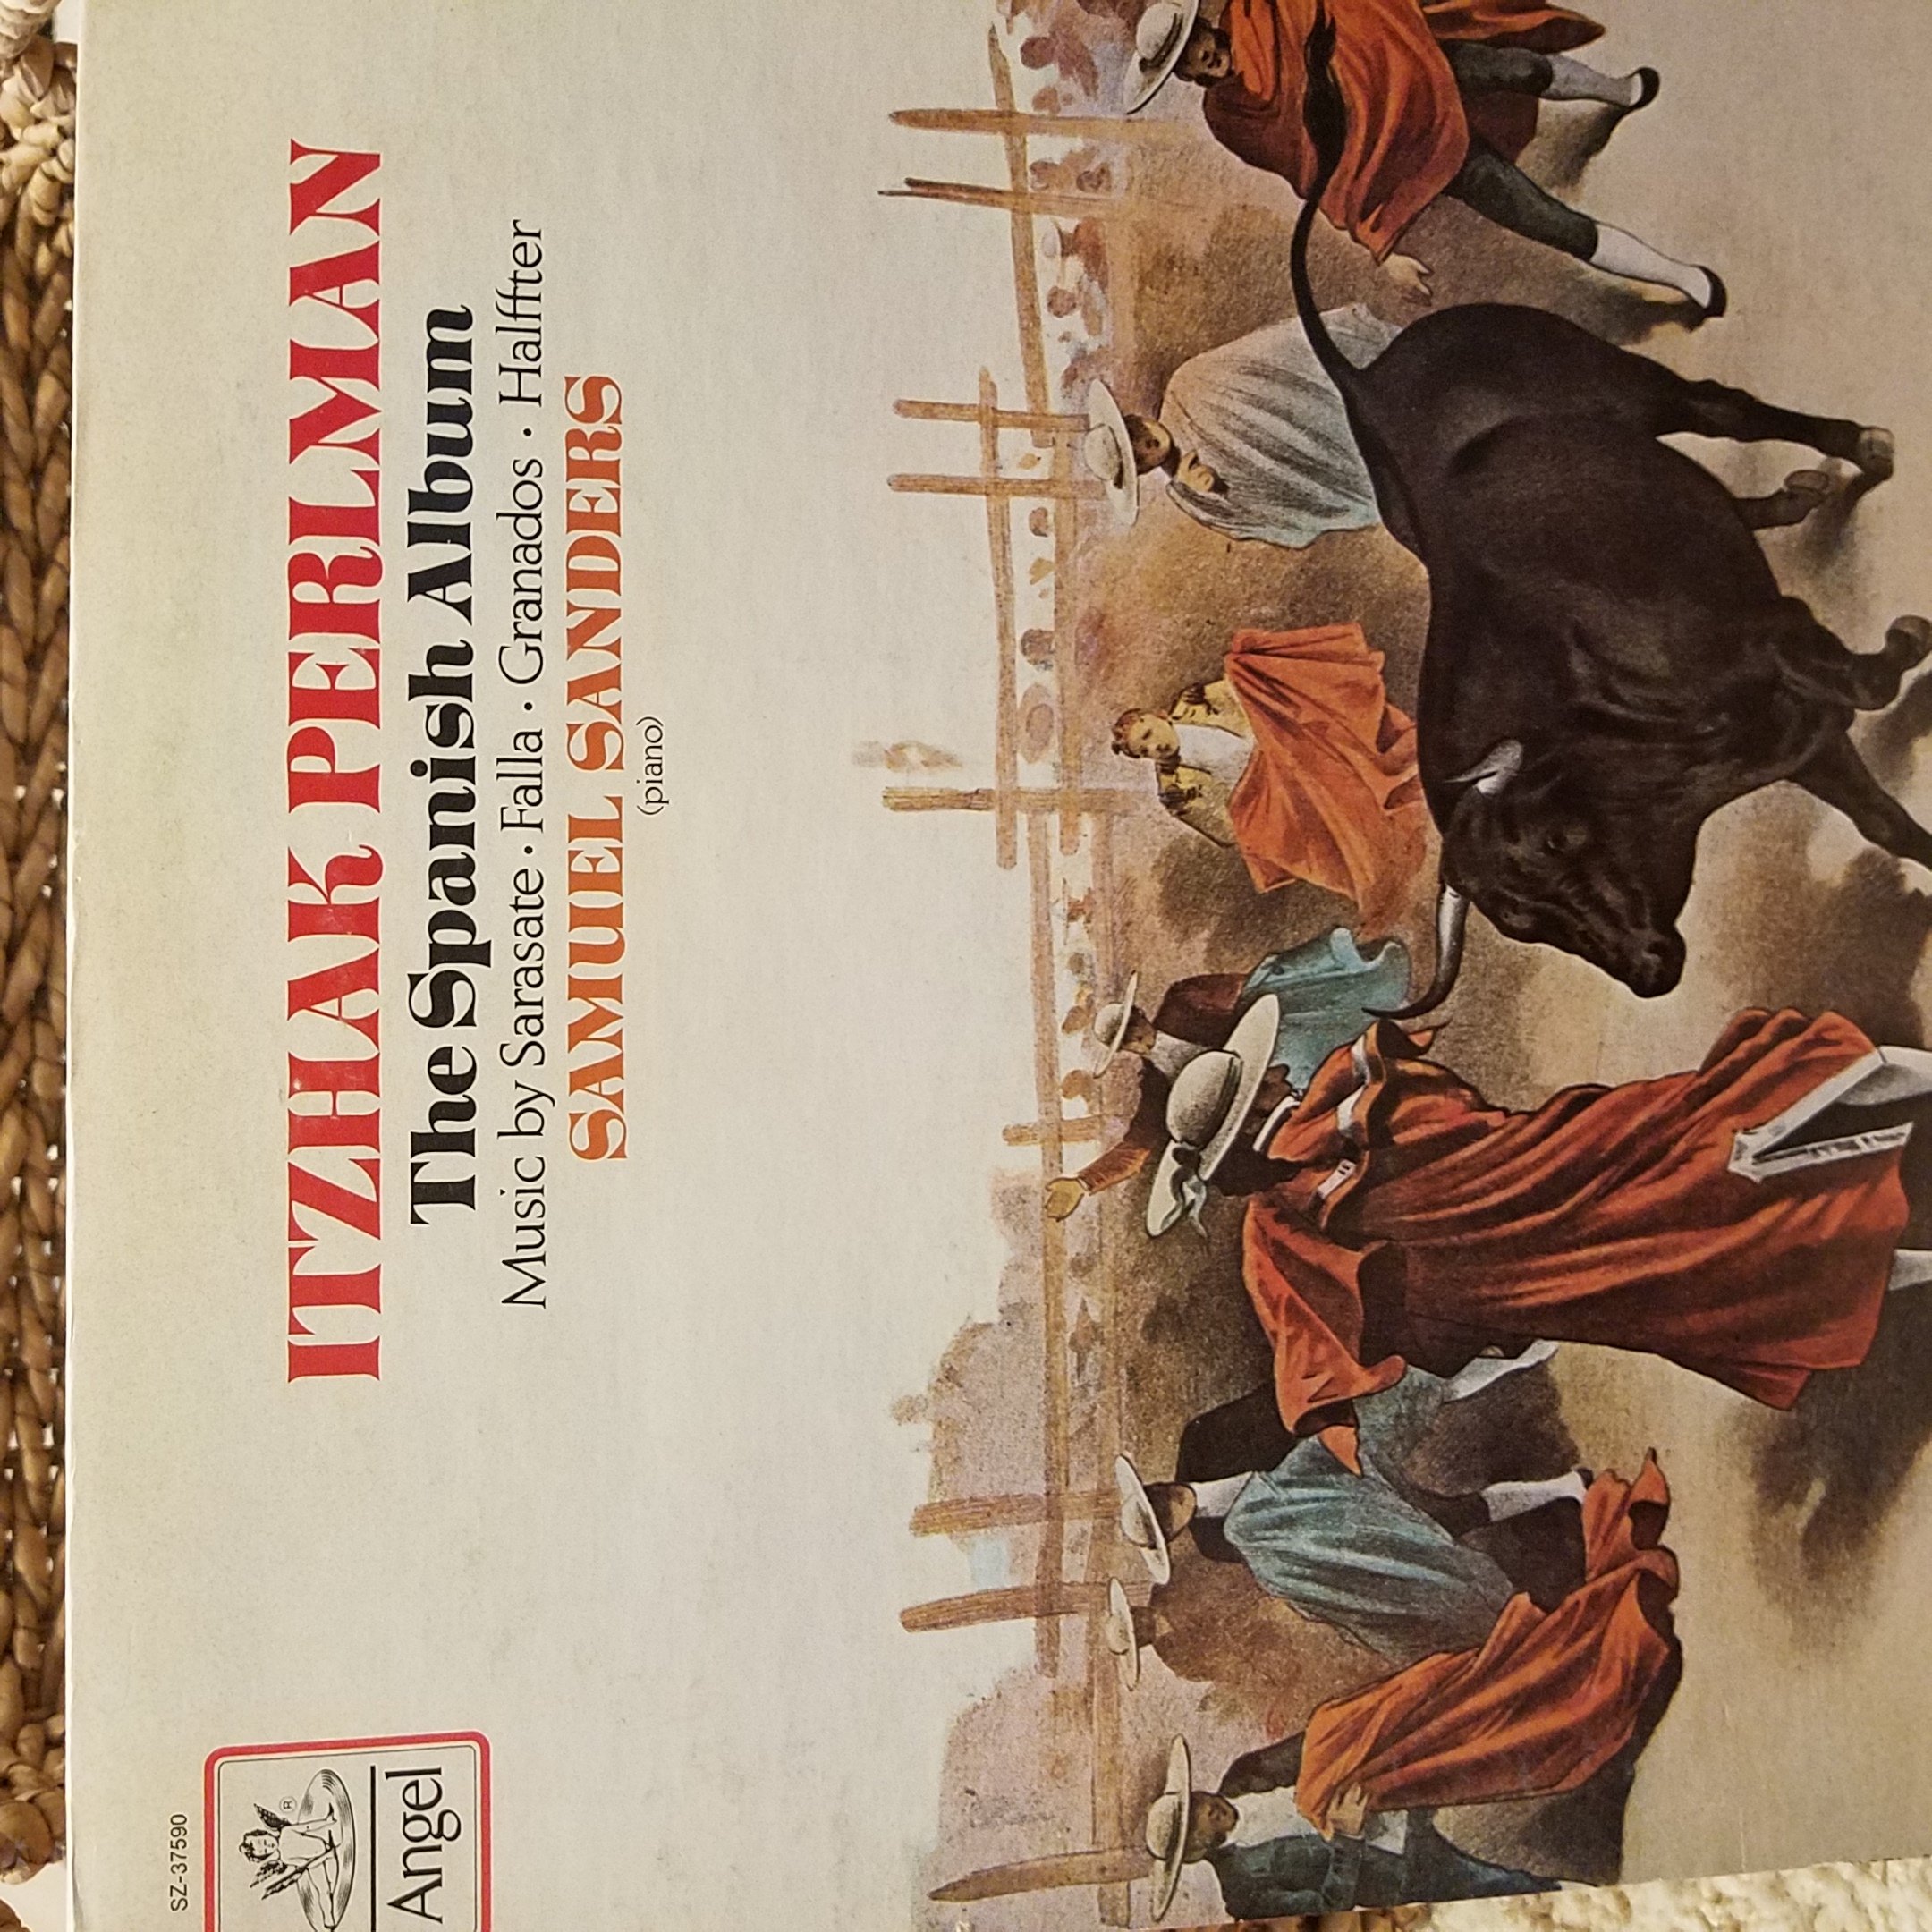 SZ-37590
Angel
ITZHAK PERLMAN
The Spanish Album
Music by Sarasate · Falla · Granados · Halffter
SAMUEL SANDERS
(piano)